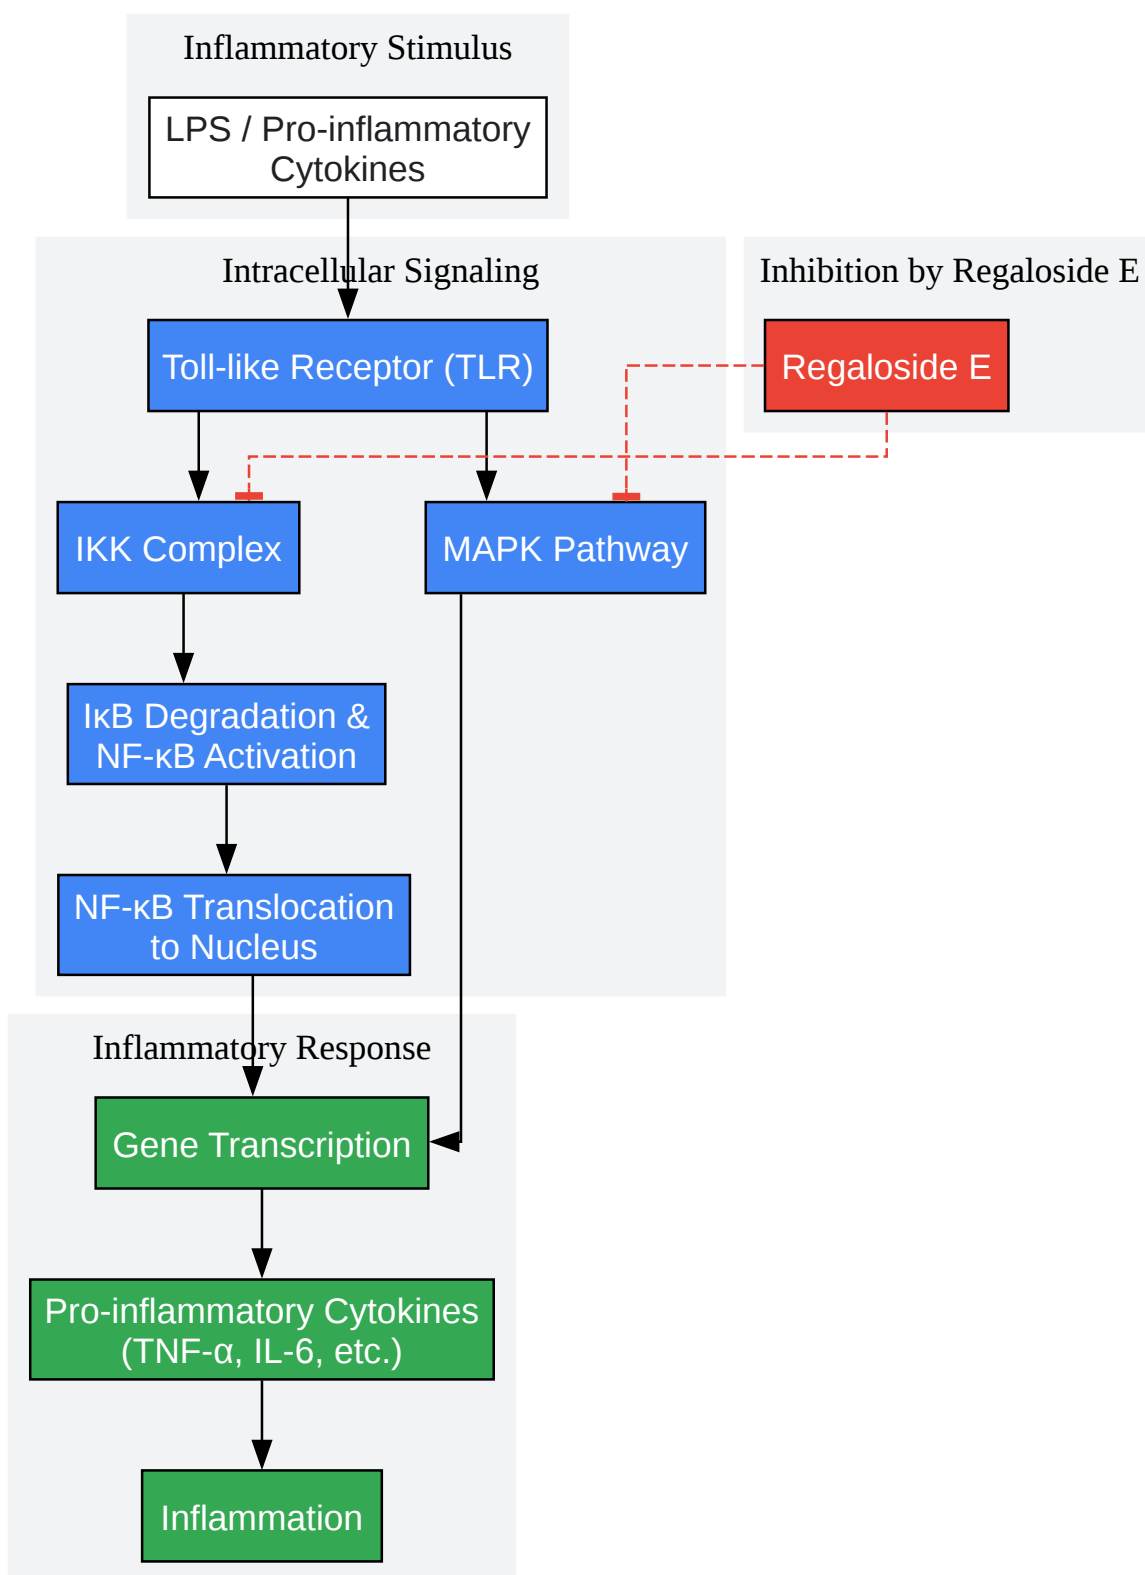 Inflammatory Stimulus
LPS / Pro-inflammatory
Cytokines
Intracellular Signaling
Inhibition by Regaloside E
Toll-like Receptor (TLR)
Regaloside E
IKK Complex
MAPK Pathway
IκB Degradation &
NF-κB Activation
NF-κB Translocation
to Nucleus
Inflammatory Response
Gene Transcription
Pro-inflammatory Cytokines
(TNF-α, IL-6, etc.)
Inflammation